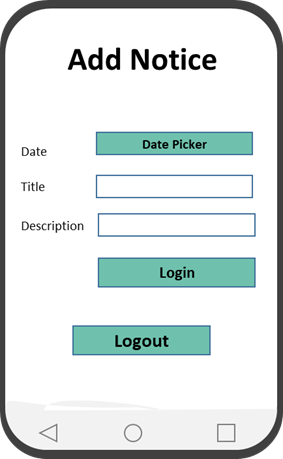 Add Notice
Date
Date Picker
Title
Description
Login
Logout